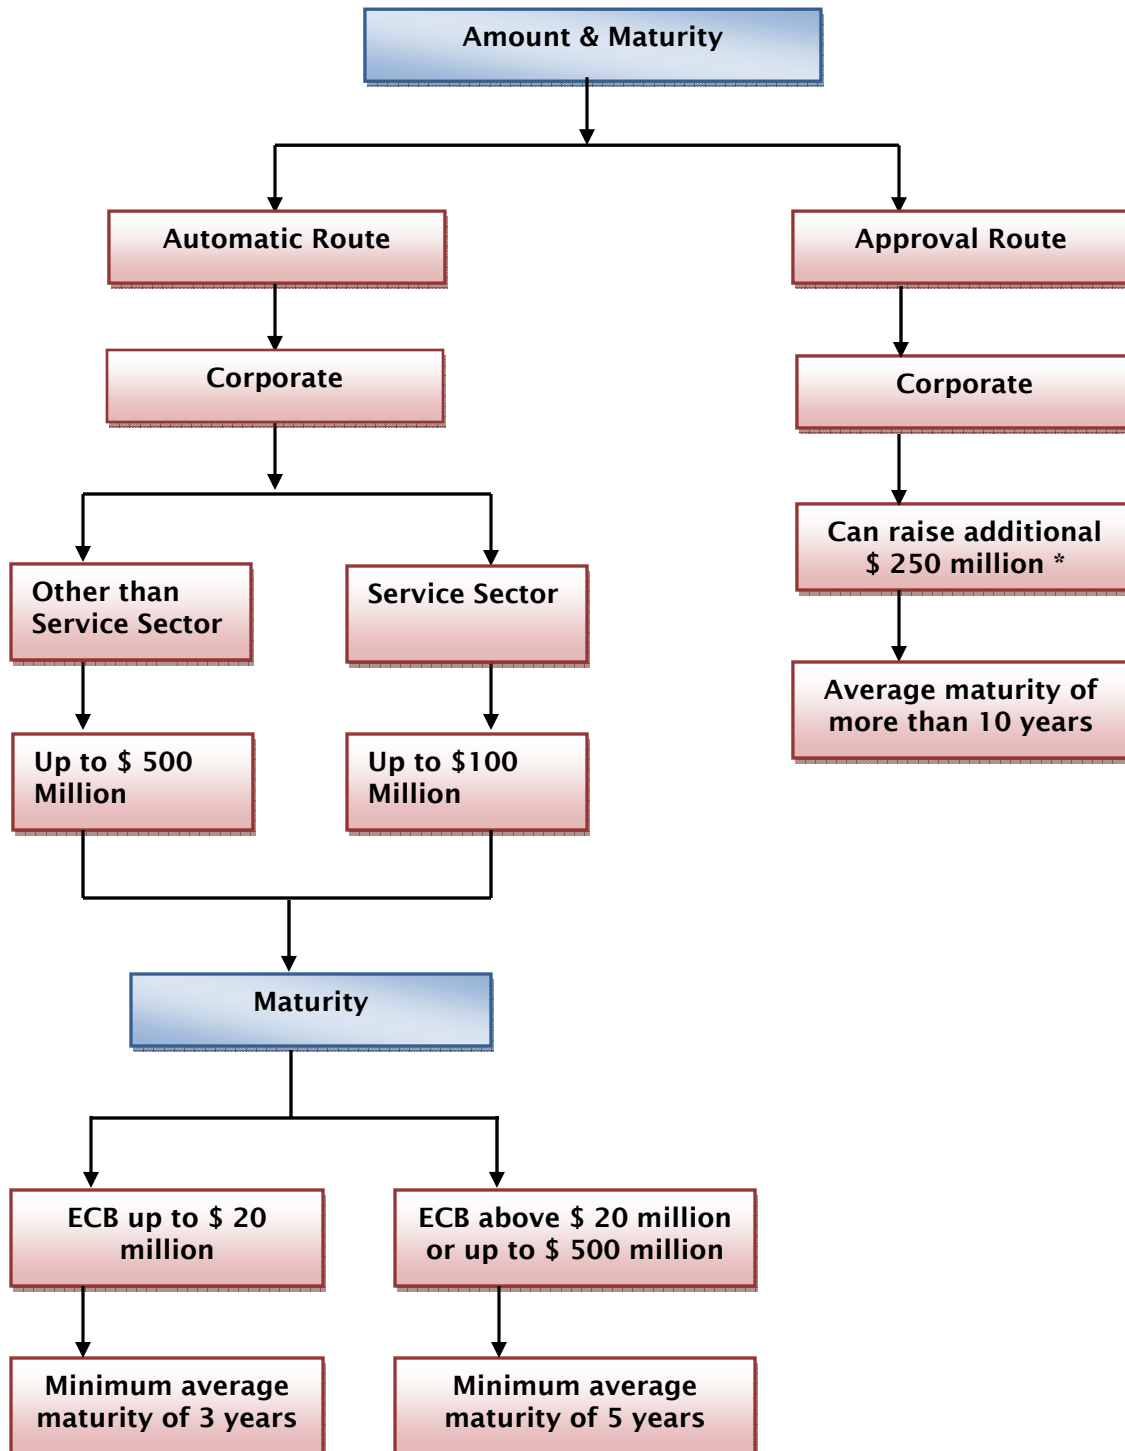 Amount & Maturity
Automatic Route
Approval Route
Corporate
Corporate
Can raise additional
$ 250 million *
Other than
Service Sector
Service Sector
Average maturity of
more than 10 years
Up to $ 500
Million
Up to $100
Million
Maturity
ECB up to $ 20
million
ECB above $ 20 million
or up to $ 500 million
Minimum average
maturity of 3 years
Minimum average
maturity of 5 years